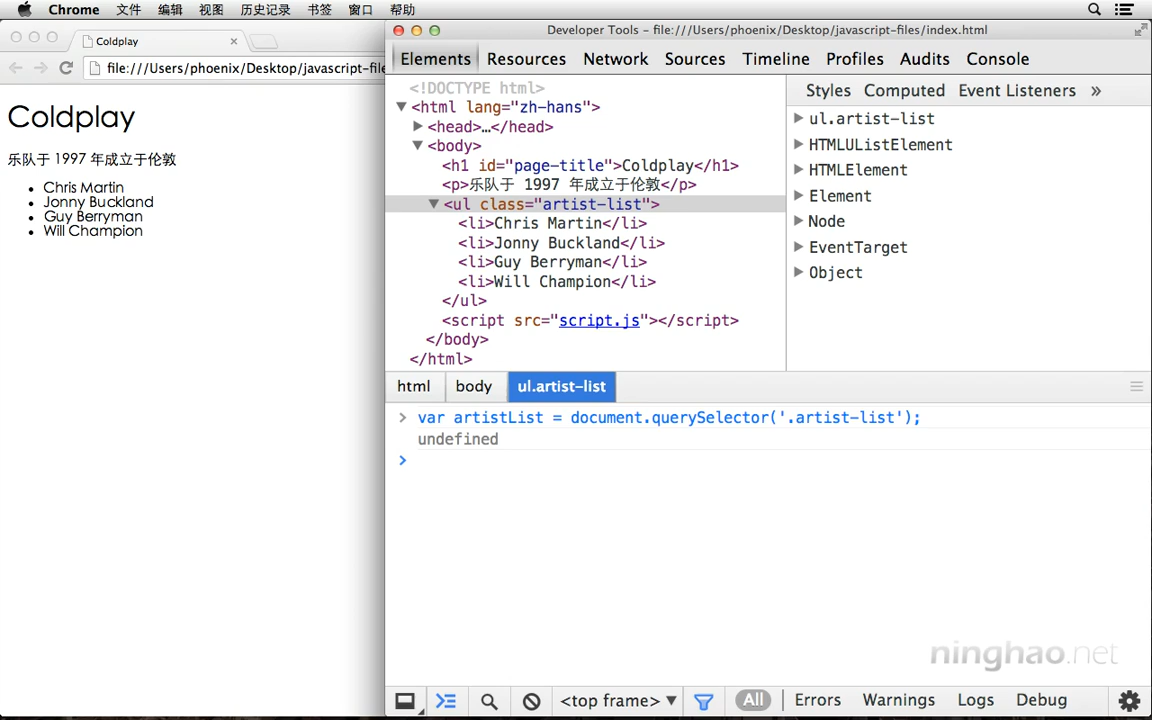 Chrome 文件 编辑 视图 历史记录 书签 窗口 帮助
Coldplay
file:///Users/phoenix/Desktop/javascript-file
Coldplay
乐队于 1997 年成立于伦敦
Chris Martin
Jonny Buckland
Guy Berryman
Will Champion
Developer Tools - file:///Users/phoenix/Desktop/javascript-files/index.html
Elements Resources Network Sources Timeline Profiles Audits Console
<!DOCTYPE html>
<html lang="zh-hans">
<head>…</head>
<body>
<h1 id="page-title">Coldplay</h1>
<p>乐队于 1997 年成立于伦敦</p>
<ul class="artist-list">
<li>Chris Martin</li>
<li>Jonny Buckland</li>
<li>Guy Berryman</li>
<li>Will Champion</li>
</ul>
<script src="script.js"></script>
</body>
</html>
Styles Computed Event Listeners »
ul.artist-list
HTMLUListElement
HTMLElement
Element
Node
EventTarget
Object
html body ul.artist-list
> var artistList = document.querySelector('.artist-list');
undefined
>
ninghao.net
<top frame> ▼ All Errors Warnings Logs Debug